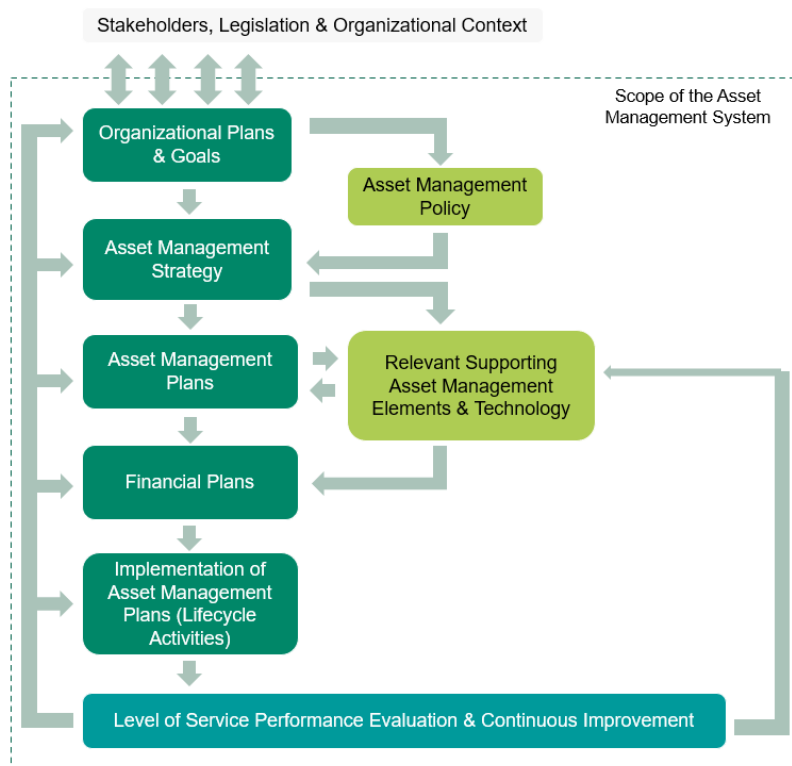 Stakeholders, Legislation & Organizational Context
Scope of the Asset
Management System
Organizational Plans
& Goals
Asset Management
Policy
Asset Management
Strategy
Asset Management
Plans
Relevant Supporting
Asset Management
Elements & Technology
Financial Plans
Implementation of
Asset Management
Plans (Lifecycle
Activities)
Level of Service Performance Evaluation & Continuous Improvement